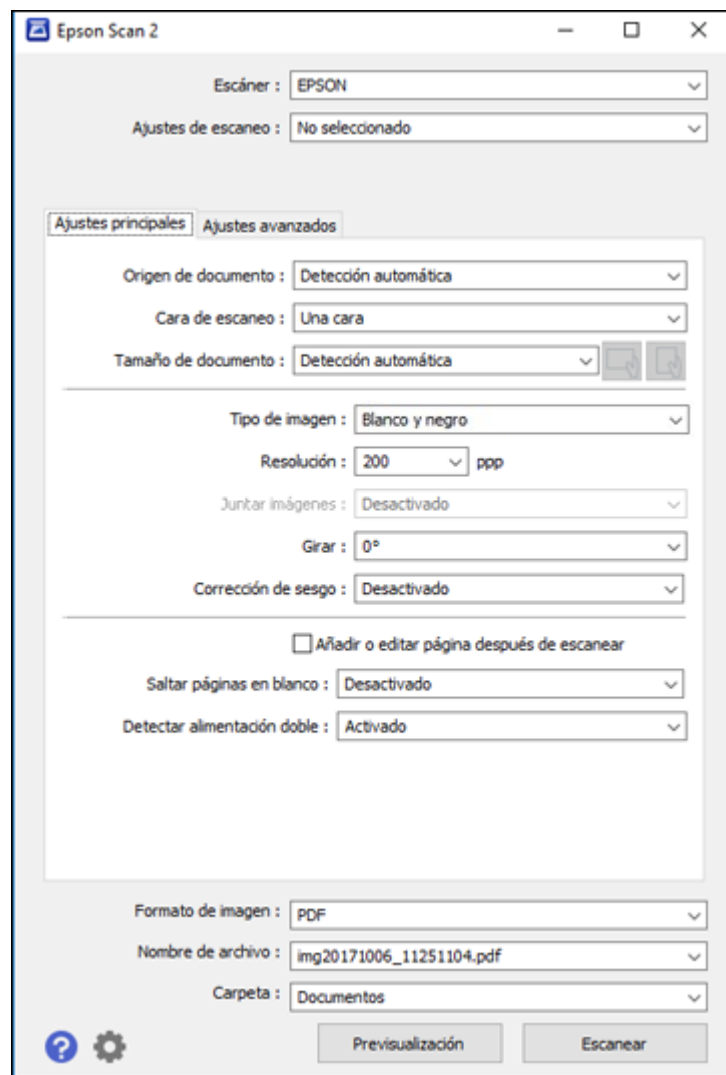 Epson Scan 2
Escáner : EPSON
Ajustes de escaneo : No seleccionado
Ajustes principales Ajustes avanzados
Origen de documento : Detección automática
Cara de escaneo : Una cara
Tamaño de documento : Detección automática
Tipo de imagen : Blanco y negro
Resolución : 200 ppp
Juntar imágenes : Desactivado
Girar : 0°
Corrección de sesgo : Desactivado
Añadir o editar página después de escanear
Saltar páginas en blanco : Desactivado
Detectar alimentación doble : Activado
Formato de imagen : PDF
Nombre de archivo : img20171006_11251104.pdf
Carpeta : Documentos
? Previsualización Escanear